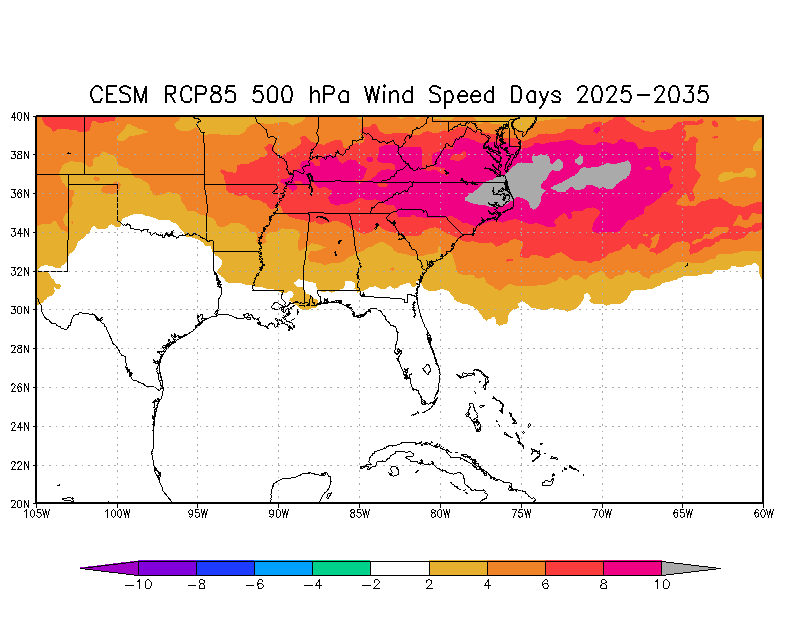 CESM RCP85 500 hPa Wind Speed Days 2025-2035
40N
38N
36N
34N
32N
30N
28N
26N
24N
22N
20N
105W 100W 95W 90W 85W 80W 75W 70W 65W 60W
-10 -8 -6 -4 -2 2 4 6 8 10